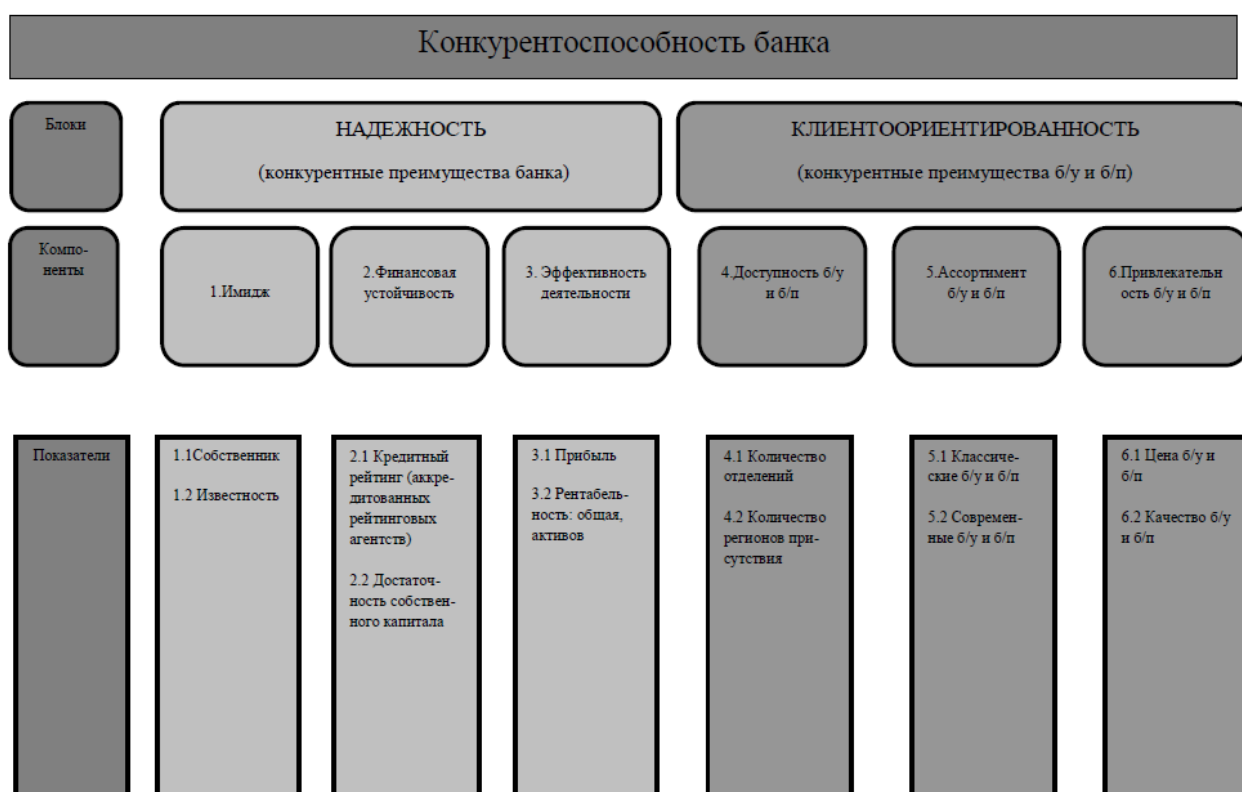 Конкурентоспособность банка
Блоки
НАДЕЖНОСТЬ
(конкурентные преимущества банка)
КЛИЕНТООРИЕНТИРОВАННОСТЬ
(конкурентные преимущества б/у и б/п)
Компо-
ненты
1.Имидж
2.Финансовая
устойчивость
3. Эффективность
деятельности
4.Доступность б/у
и б/п
5.Ассортимент
б/у и б/п
6.Привлекательн
ость б/у и б/п
Показатели
1.1Собственник
1.2 Известность
2.1 Кредитный
рейтинг (аккре-
дитованных
рейтинговых
агентств)
2.2 Достаточ-
ность собствен-
ного капитала
3.1 Прибыль
3.2 Рентабель-
ность: общая,
активов
4.1 Количество
отделений
4.2 Количество
регионов при-
сутствия
5.1 Классиче-
ские б/у и б/п
5.2 Современ-
ные б/у и б/п
6.1 Цена б/у и
б/п
6.2 Качество б/у
и б/п